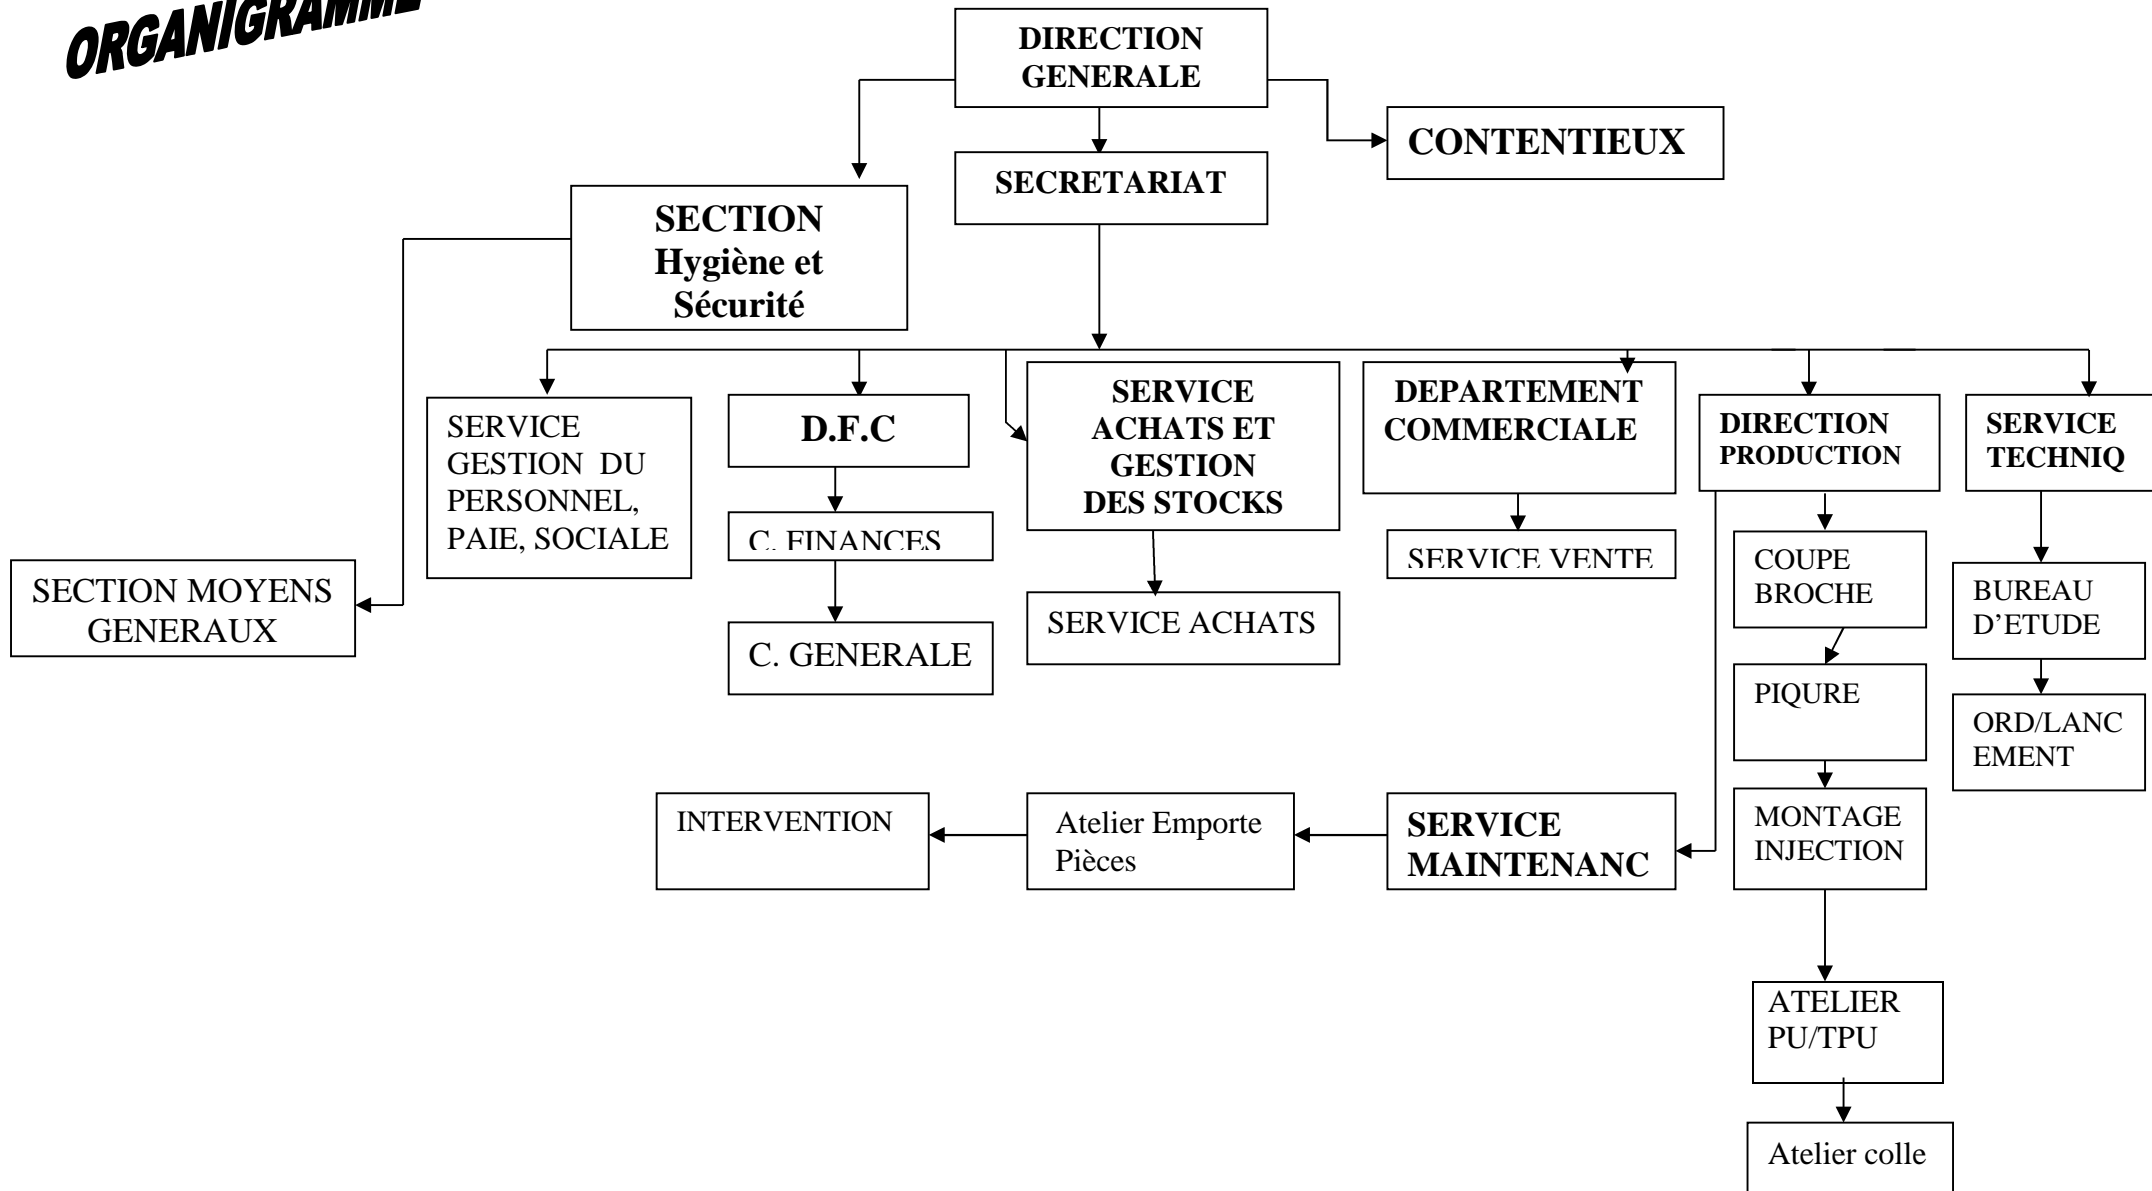 ORGANIGRAMME
DIRECTION
GENERALE
CONTENTIEUX
SECRETARIAT
SECTION
Hygiène et
Sécurité
SERVICE
GESTION DU
PERSONNEL,
PAIE, SOCIALE
D.F.C
SERVICE
ACHATS ET
GESTION
DES STOCKS
DEPARTEMENT
COMMERCIALE
DIRECTION
PRODUCTION
SERVICE
TECHNIQ
C. FINANCES
SERVICE VENTE
COUPE
BROCHE
BUREAU
D’ETUDE
SECTION MOYENS
GENERAUX
SERVICE ACHATS
C. GENERALE
PIQURE
ORD/LANC
EMENT
INTERVENTION
Atelier Emporte
Pièces
SERVICE
MAINTENANC
MONTAGE
INJECTION
ATELIER
PU/TPU
Atelier colle